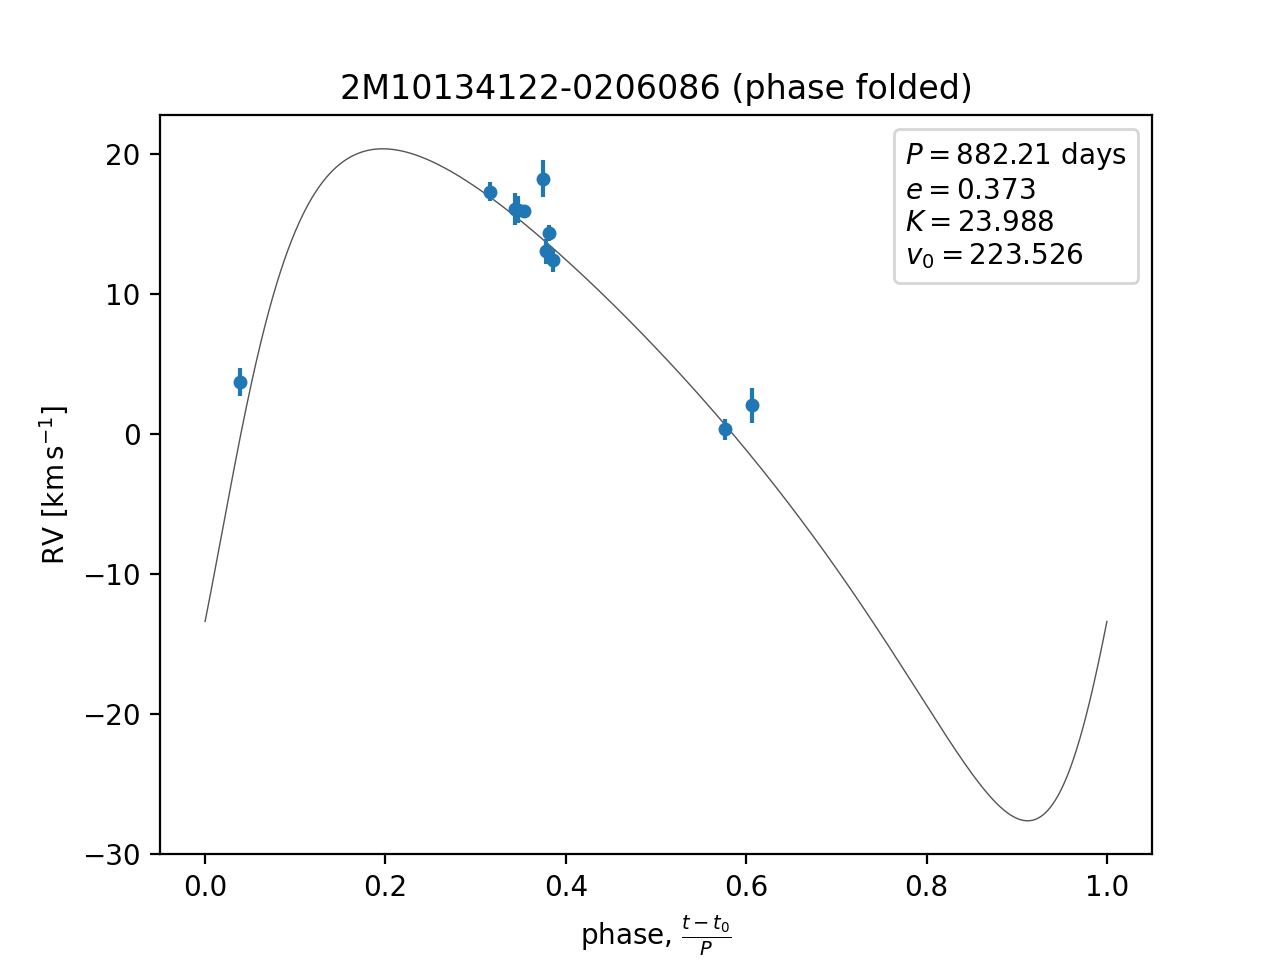 2M10134122-0206086 (phase folded)
P = 882.21 days
e = 0.373
K = 23.988
v₀ = 223.526
20
10
0
−10
−20
−30
RV [km s⁻¹]
0.0 0.2 0.4 0.6 0.8 1.0
phase, (t − t₀)/P